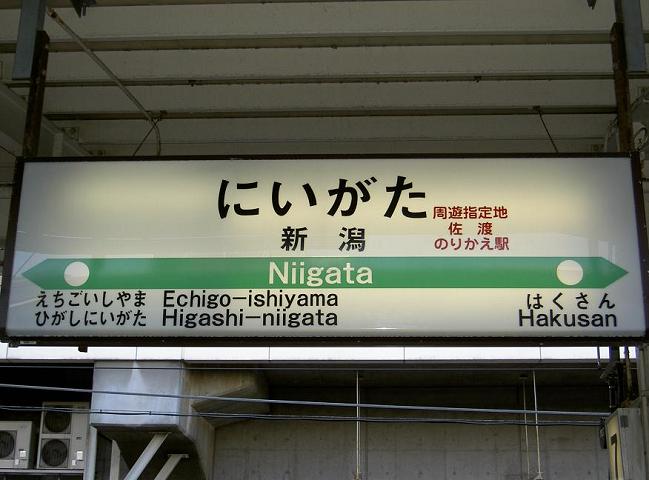 にいがた
周遊指定地
佐渡
のりかえ駅
新潟
Niigata
えちごいしやま Echigo-ishiyama
ひがしにいがた Higashi-niigata
はくさん
Hakusan
7